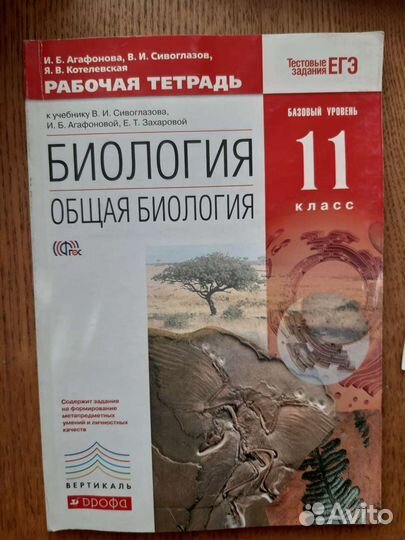 И. Б. Агафонова, В. И. Сивоглазов,
Я. В. Котелевская
РАБОЧАЯ ТЕТРАДЬ
Тестовые
задания ЕГЭ
к учебнику В. И. Сивоглазова,
И. Б. Агафоновой, Е. Т. Захаровой
БАЗОВЫЙ УРОВЕНЬ
БИОЛОГИЯ
ОБЩАЯ БИОЛОГИЯ
11
КЛАСС
ФГОС
Содержит задания
на формирование
метапредметных
умений и личностных
качеств
ВЕРТИКАЛЬ
ДРОФА
Avito